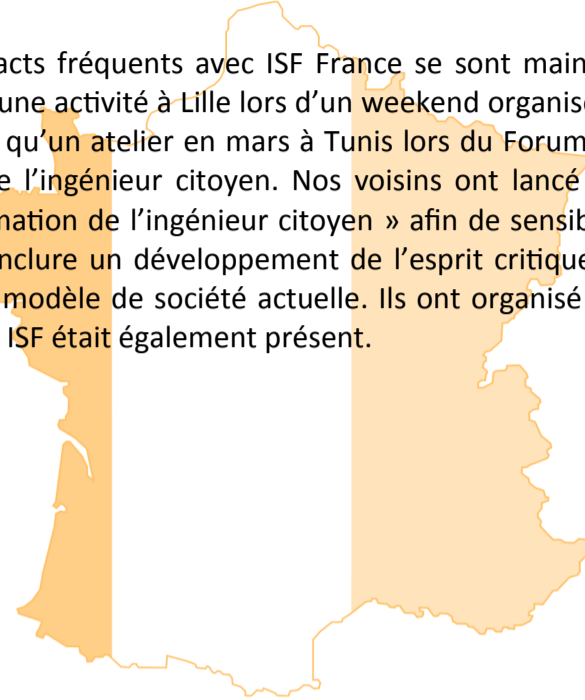 acts fréquents avec ISF France se sont main
une activité à Lille lors d’un weekend organis
qu’un atelier en mars à Tunis lors du Forum
e l’ingénieur citoyen. Nos voisins ont lancé
mation de l’ingénieur citoyen » afin de sensib
nclure un développement de l’esprit critique
modèle de société actuelle. Ils ont organisé
ISF était également présent.